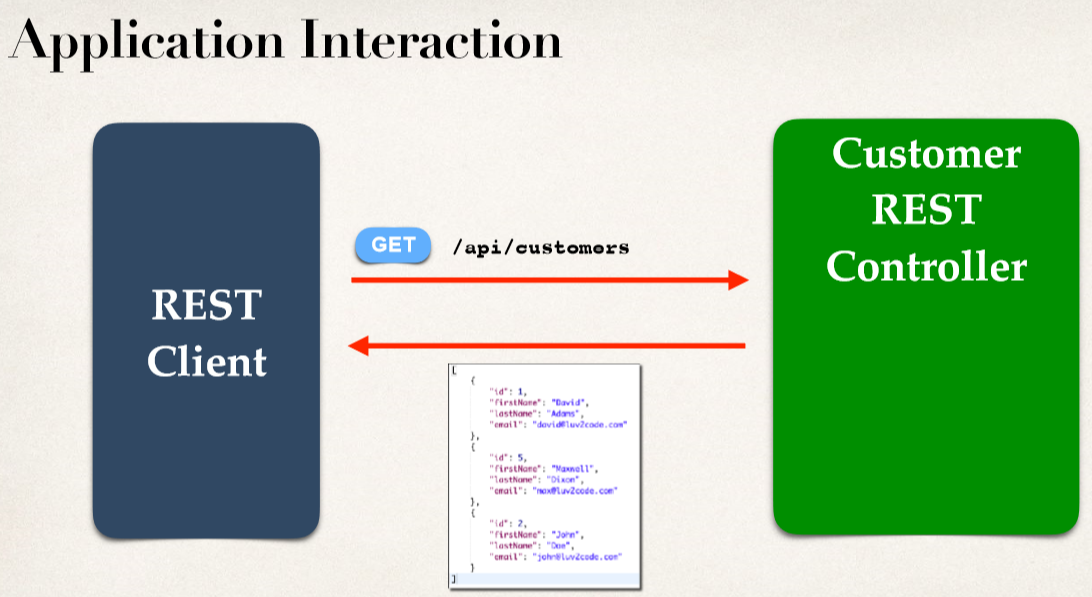 Application Interaction
REST
Client
GET /api/customers
Customer
REST
Controller
[
{
"id": 1,
"firstName": "David",
"lastName": "Adams",
"email": "david@luv2code.com"
},
{
"id": 5,
"firstName": "Maxwell",
"lastName": "Dixon",
"email": "max@luv2code.com"
},
{
"id": 2,
"firstName": "John",
"lastName": "Doe",
"email": "john@luv2code.com"
}
]